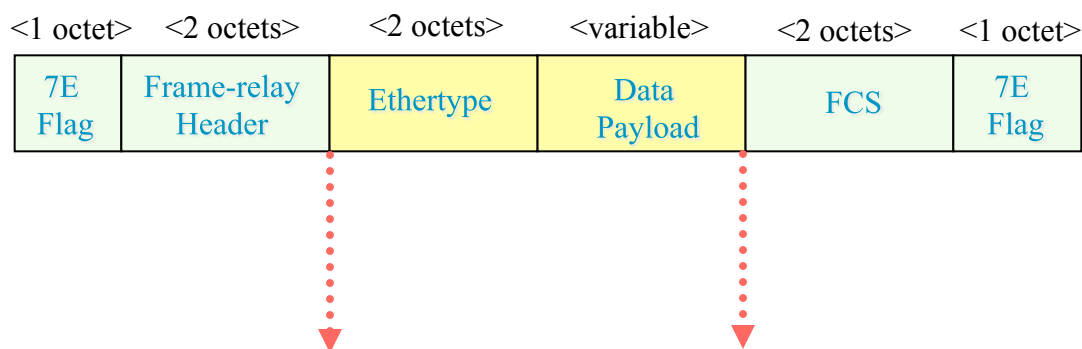 <1 octet> <2 octets> <2 octets> <variable> <2 octets> <1 octet>
7E Flag
Frame-relay Header
Ethertype
Data Payload
FCS
7E Flag